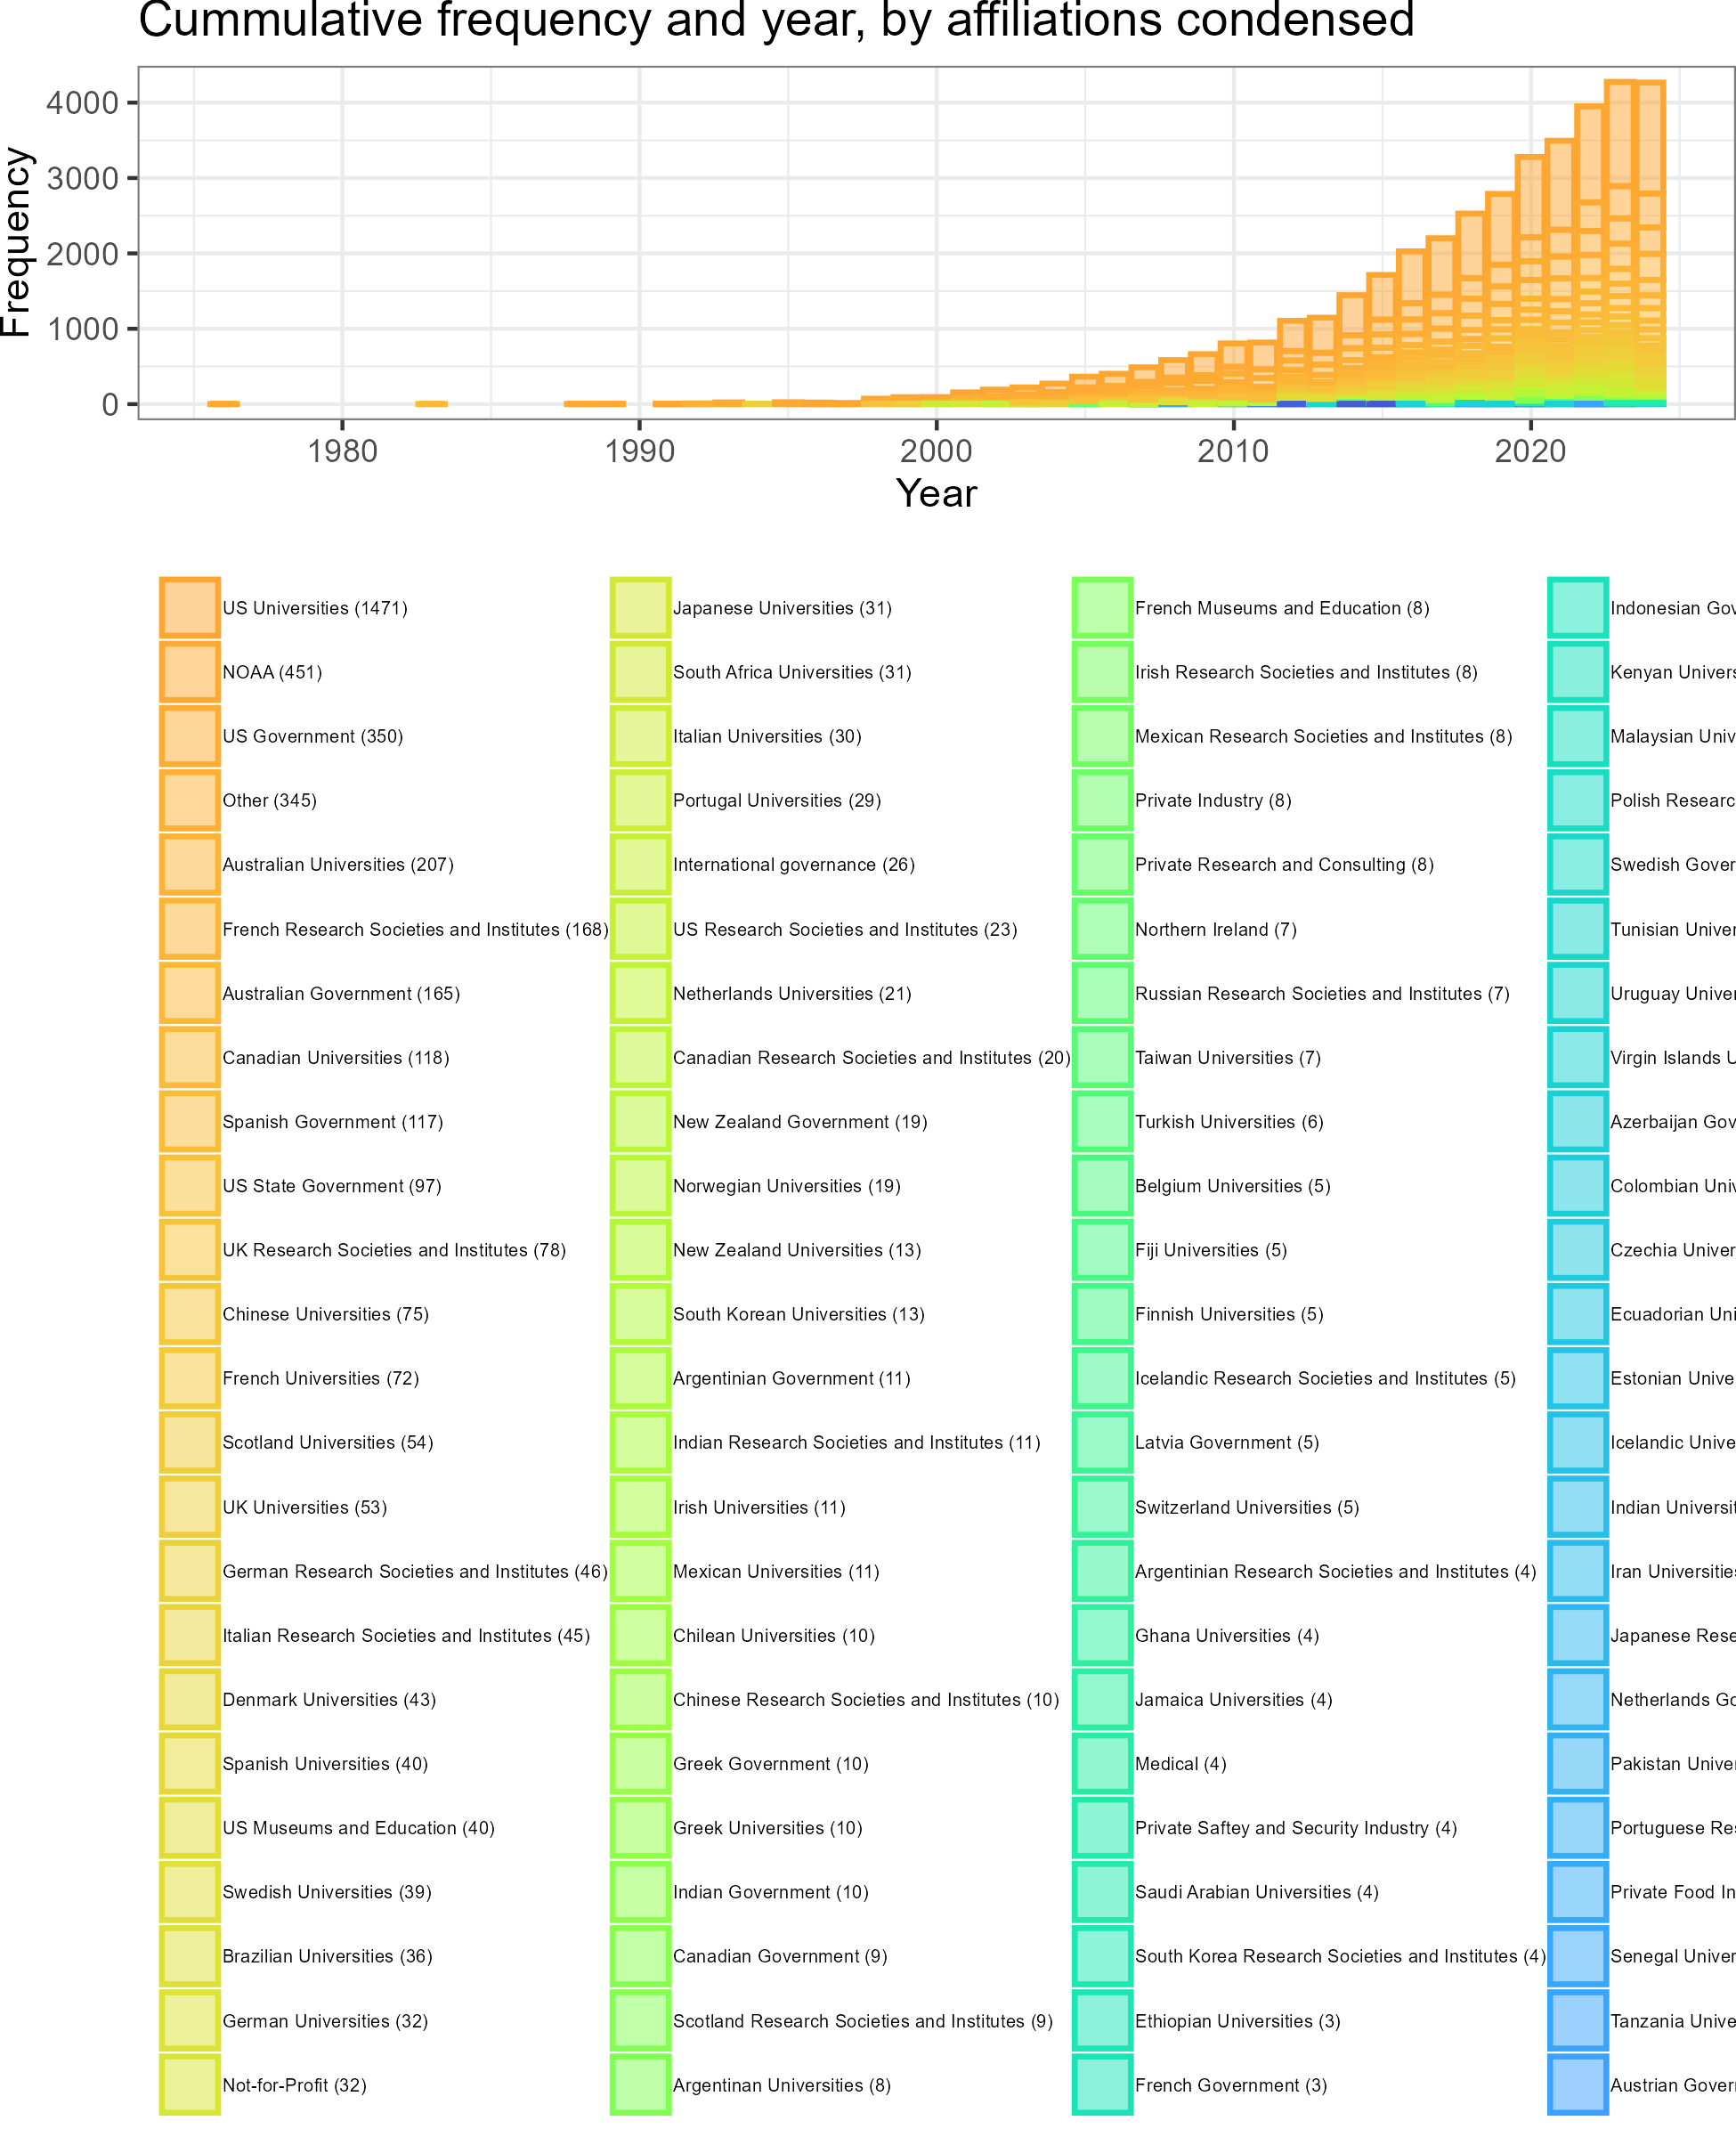 Cummulative frequency and year, by affiliations condensed
Frequency
4000
3000
2000
1000
0
1980 1990 2000 2010 2020
Year
US Universities (1471)
NOAA (451)
US Government (350)
Other (345)
Australian Universities (207)
French Research Societies and Institutes (168)
Australian Government (165)
Canadian Universities (118)
Spanish Government (117)
US State Government (97)
UK Research Societies and Institutes (78)
Chinese Universities (75)
French Universities (72)
Scotland Universities (54)
UK Universities (53)
German Research Societies and Institutes (46)
Italian Research Societies and Institutes (45)
Denmark Universities (43)
Spanish Universities (40)
US Museums and Education (40)
Swedish Universities (39)
Brazilian Universities (36)
German Universities (32)
Not-for-Profit (32)
Japanese Universities (31)
South Africa Universities (31)
Italian Universities (30)
Portugal Universities (29)
International governance (26)
US Research Societies and Institutes (23)
Netherlands Universities (21)
Canadian Research Societies and Institutes (20)
New Zealand Government (19)
Norwegian Universities (19)
New Zealand Universities (13)
South Korean Universities (13)
Argentinian Government (11)
Indian Research Societies and Institutes (11)
Irish Universities (11)
Mexican Universities (11)
Chilean Universities (10)
Chinese Research Societies and Institutes (10)
Greek Government (10)
Greek Universities (10)
Indian Government (10)
Canadian Government (9)
Scotland Research Societies and Institutes (9)
Argentinan Universities (8)
French Museums and Education (8)
Irish Research Societies and Institutes (8)
Mexican Research Societies and Institutes (8)
Private Industry (8)
Private Research and Consulting (8)
Northern Ireland (7)
Russian Research Societies and Institutes (7)
Taiwan Universities (7)
Turkish Universities (6)
Belgium Universities (5)
Fiji Universities (5)
Finnish Universities (5)
Icelandic Research Societies and Institutes (5)
Latvia Government (5)
Switzerland Universities (5)
Argentinian Research Societies and Institutes (4)
Ghana Universities (4)
Jamaica Universities (4)
Medical (4)
Private Saftey and Security Industry (4)
Saudi Arabian Universities (4)
South Korea Research Societies and Institutes (4)
Ethiopian Universities (3)
French Government (3)
Indonesian Gov
Kenyan Univers
Malaysian Univ
Polish Researc
Swedish Gover
Tunisian Univer
Uruguay Univer
Virgin Islands U
Azerbaijan Gov
Colombian Univ
Czechia Univer
Ecuadorian Uni
Estonian Unive
Icelandic Unive
Indian Universit
Iran Universities
Japanese Rese
Netherlands Go
Pakistan Univer
Portuguese Res
Private Food In
Senegal Univer
Tanzania Unive
Austrian Govern